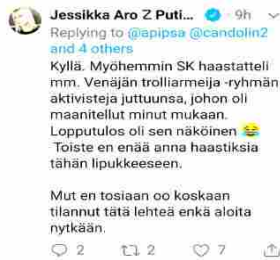 Jessikka Aro Z Puti... 9h
Replying to @apipsa @candolin2
and 4 others
Kyllä. Myöhemmin SK haastatteli
mm. Venäjän trolliarmeija -ryhmän
aktivisteja juttuunsa, johon oli
maanitellut minut mukaan.
Lopputulos oli sen näköinen 😂
Toiste en enää anna haastiksia
tähän lipukkeeseen.
Mut en tosiaan oo koskaan
tilannut tätä lehteä enkä aloita
nytkään.
2 2 7